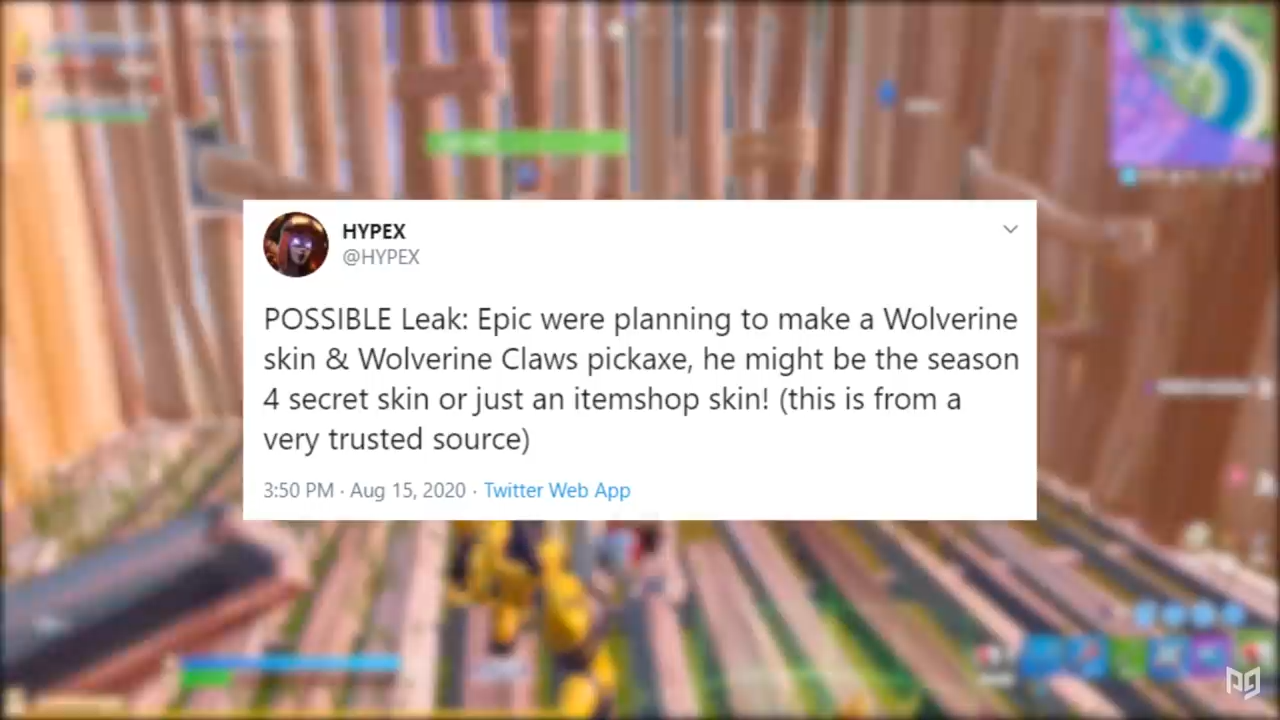 HYPEX
@HYPEX
POSSIBLE Leak: Epic were planning to make a Wolverine
skin & Wolverine Claws pickaxe, he might be the season
4 secret skin or just an itemshop skin! (this is from a
very trusted source)
3:50 PM · Aug 15, 2020 · Twitter Web App